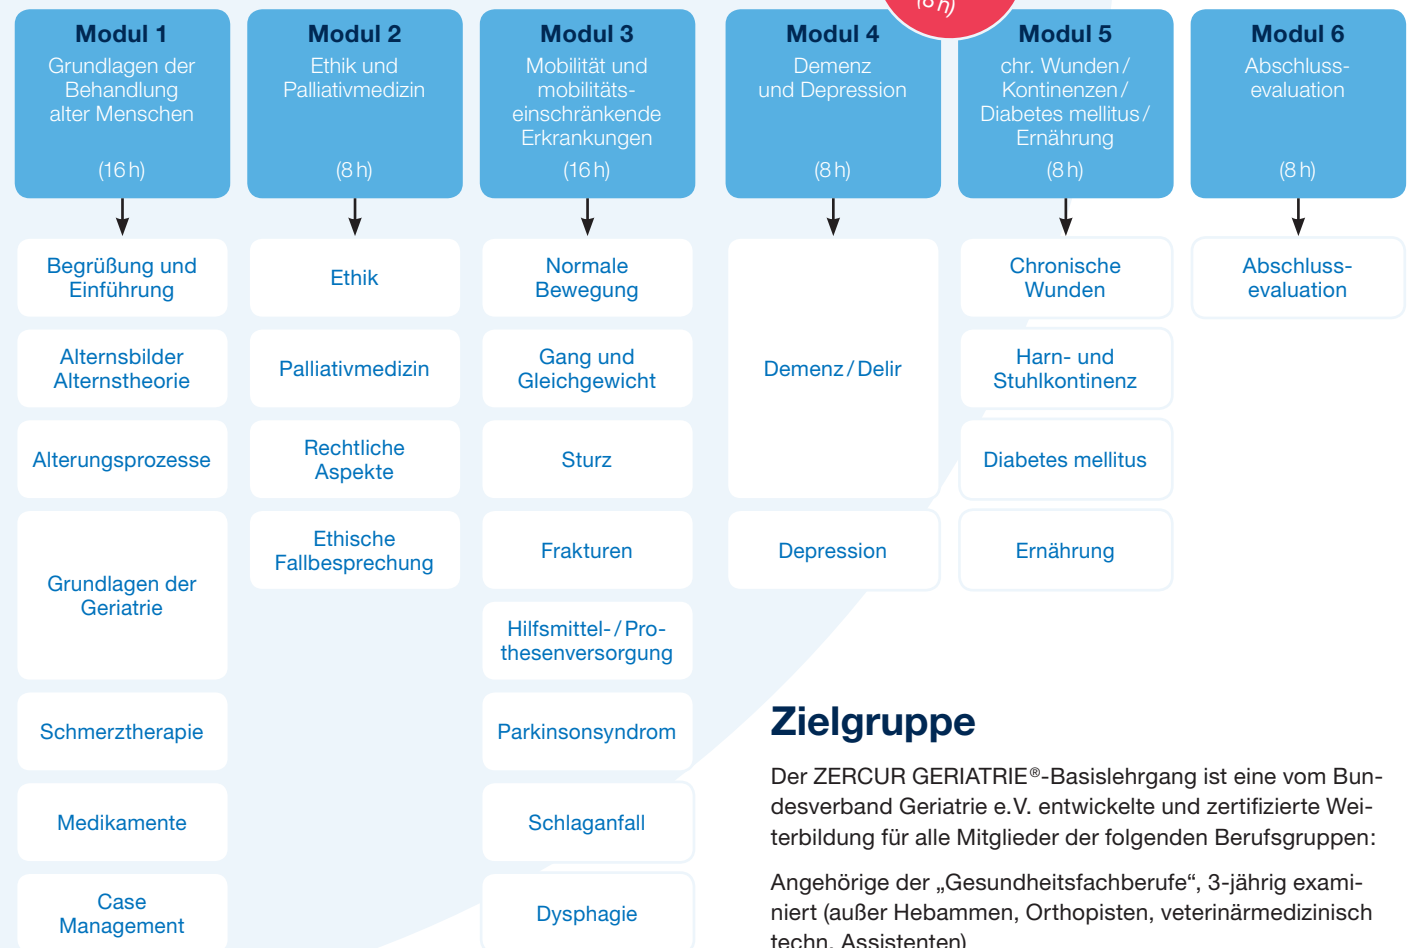 (8 h)
Modul 1
Grundlagen der
Behandlung
alter Menschen
(16 h)
Modul 2
Ethik und
Palliativmedizin
(8 h)
Modul 3
Mobilität und
mobilitäts-
einschränkende
Erkrankungen
(16 h)
Modul 4
Demenz
und Depression
(8 h)
Modul 5
chr. Wunden /
Kontinenzen /
Diabetes mellitus /
Ernährung
(8 h)
Modul 6
Abschluss-
evaluation
(8 h)
Begrüßung und
Einführung
Alternsbilder
Alternstheorie
Alterungsprozesse
Grundlagen der
Geriatrie
Schmerztherapie
Medikamente
Case
Management
Ethik
Palliativmedizin
Rechtliche
Aspekte
Ethische
Fallbesprechung
Normale
Bewegung
Gang und
Gleichgewicht
Sturz
Frakturen
Hilfsmittel- / Pro-
thesenversorgung
Parkinsonsyndrom
Schlaganfall
Dysphagie
Demenz / Delir
Depression
Chronische
Wunden
Harn- und
Stuhlkontinenz
Diabetes mellitus
Ernährung
Abschluss-
evaluation
Zielgruppe
Der ZERCUR GERIATRIE®-Basislehrgang ist eine vom Bun-
desverband Geriatrie e.V. entwickelte und zertifizierte Wei-
terbildung für alle Mitglieder der folgenden Berufsgruppen:
Angehörige der „Gesundheitsfachberufe“, 3-jährig exami-
niert (außer Hebammen, Orthopisten, veterinärmedizinisch
techn. Assistenten)